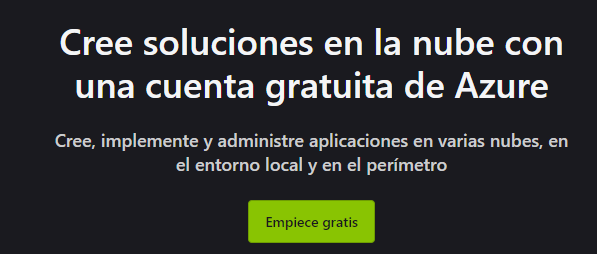 Cree soluciones en la nube con
una cuenta gratuita de Azure
Cree, implemente y administre aplicaciones en varias nubes, en
el entorno local y en el perímetro
Empiece gratis